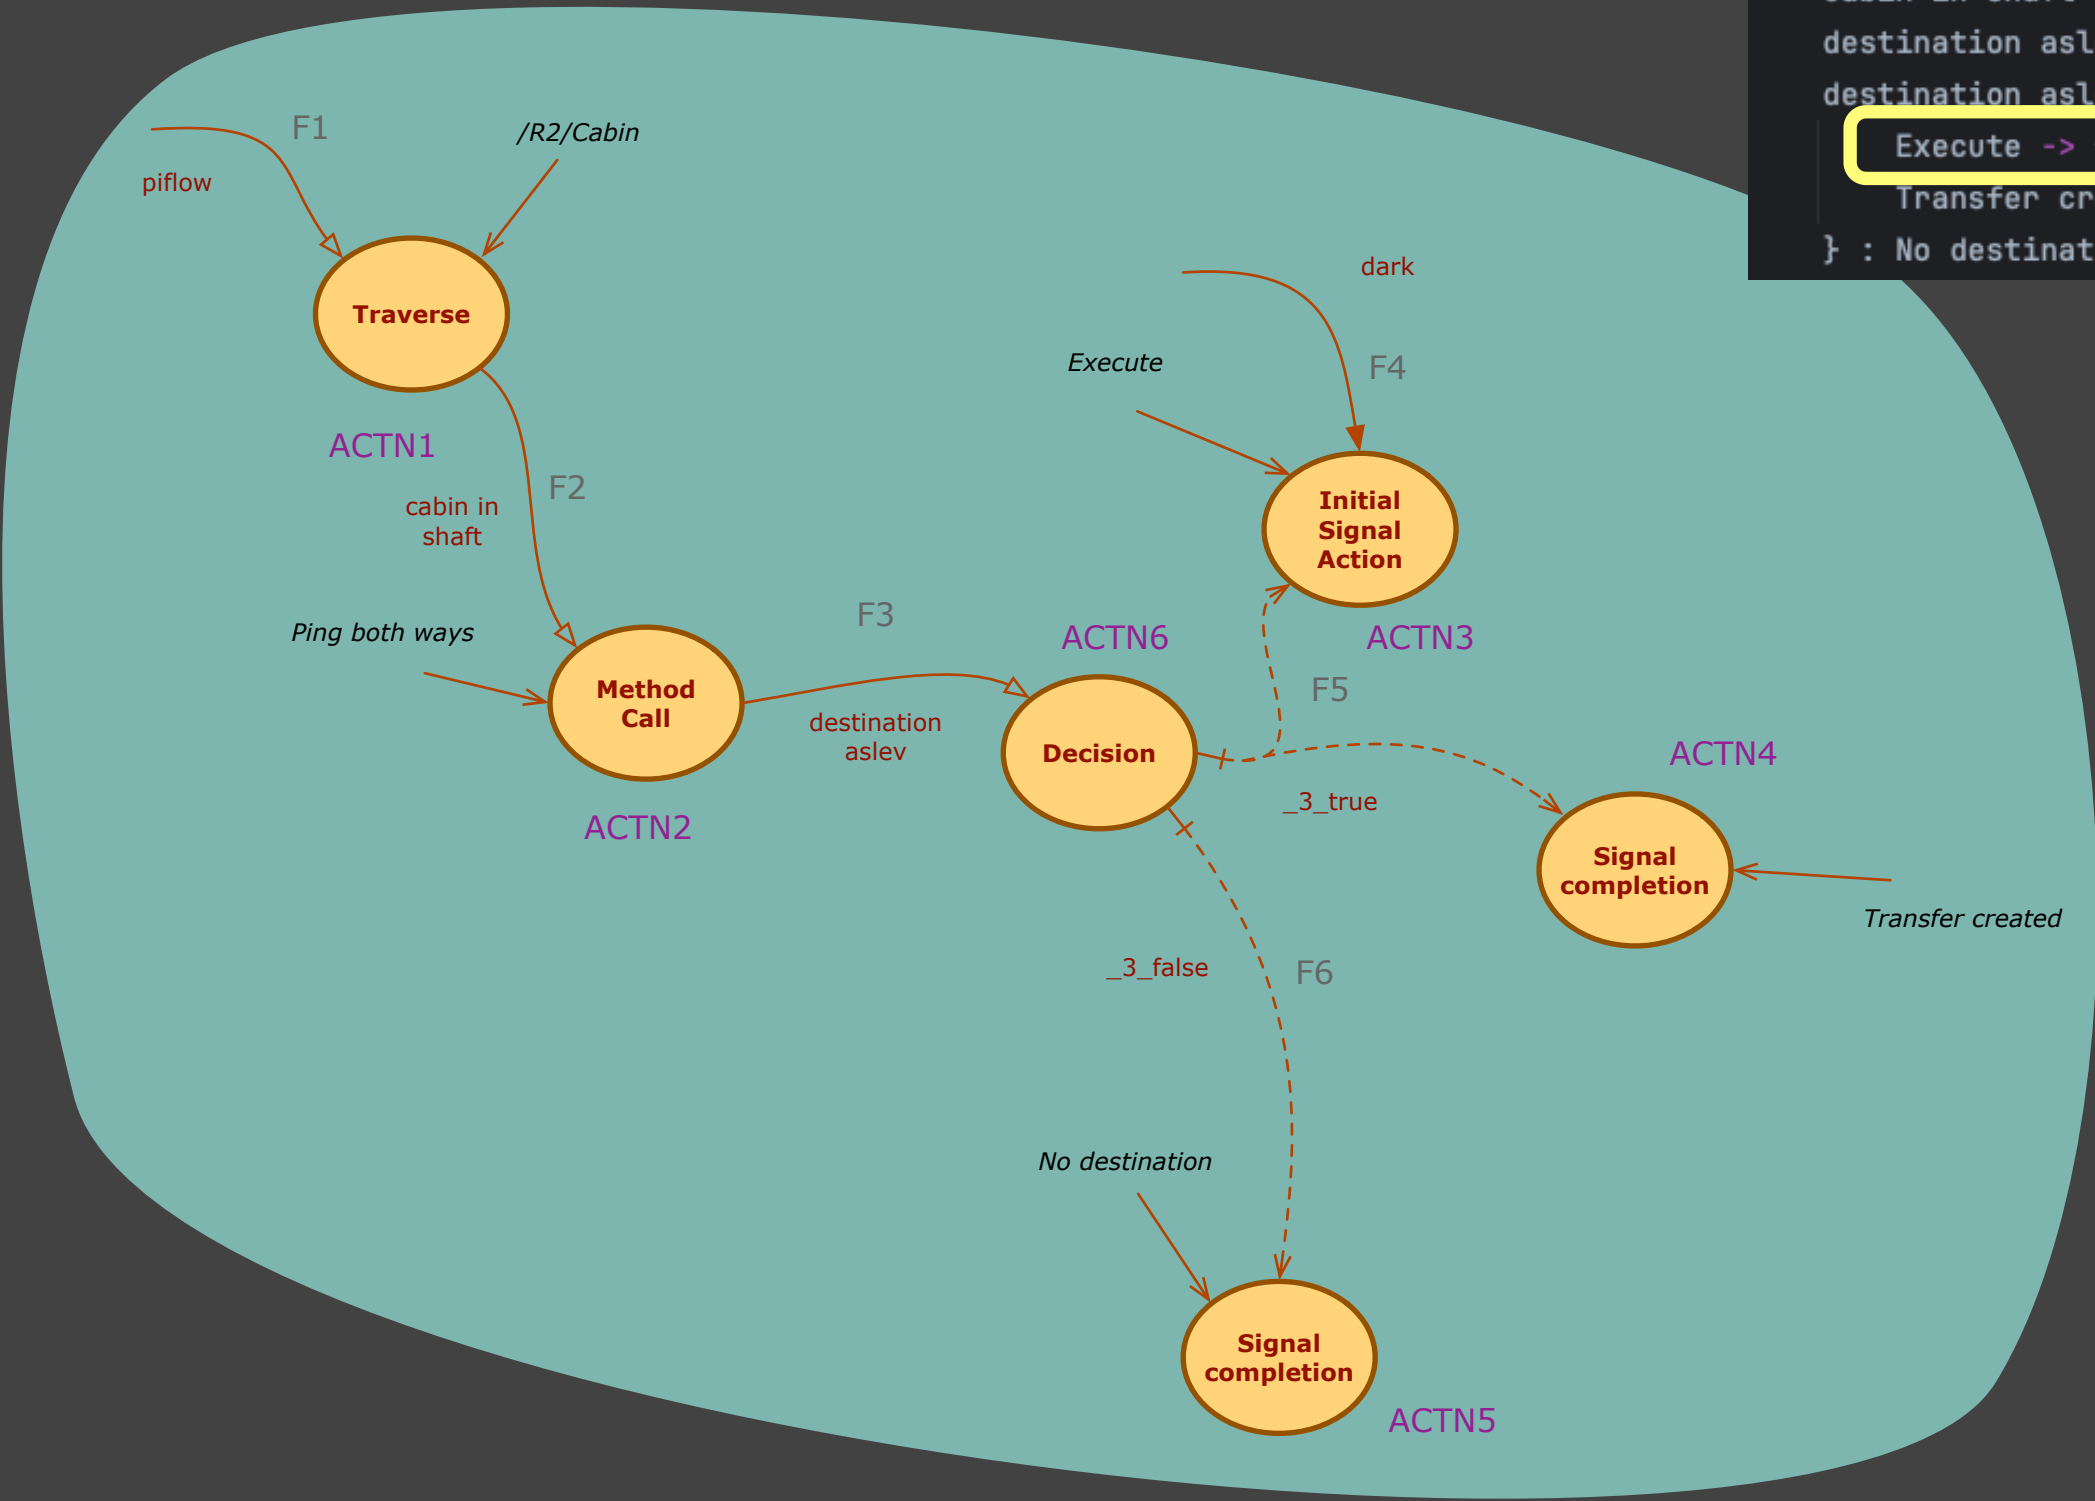 destination asl
destination asl
Execute ->
Transfer cr
} : No destinat
F1
/R2/Cabin
piflow
Traverse
dark
Execute
F4
ACTN1
F2
cabin in
shaft
Initial
Signal
Action
Ping both ways
F3
ACTN6
ACTN3
Method
Call
F5
destination
aslev
Decision
ACTN4
_3_true
ACTN2
Signal
completion
Transfer created
_3_false
F6
No destination
Signal
completion
ACTN5